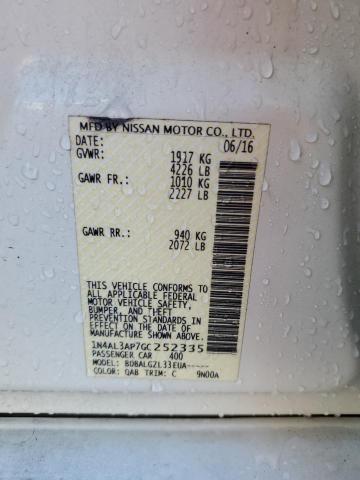 MFD BY NISSAN MOTOR CO., LTD.
DATE: 06/16
GVWR: 1917 KG
4226 LB
GAWR FR.: 1010 KG
2227 LB
GAWR RR.: 940 KG
2072 LB
THIS VEHICLE CONFORMS TO
ALL APPLICABLE FEDERAL
MOTOR VEHICLE SAFETY,
BUMPER, AND THEFT
PREVENTION STANDARDS IN
EFFECT ON THE DATE OF
MANUFACTURE SHOWN ABOVE.
1N4AL3AP7GC252335
PASSENGER CAR 400
MODEL: BDBALGZL33EUA-----
COLOR: QAB TRIM: C 9N00A